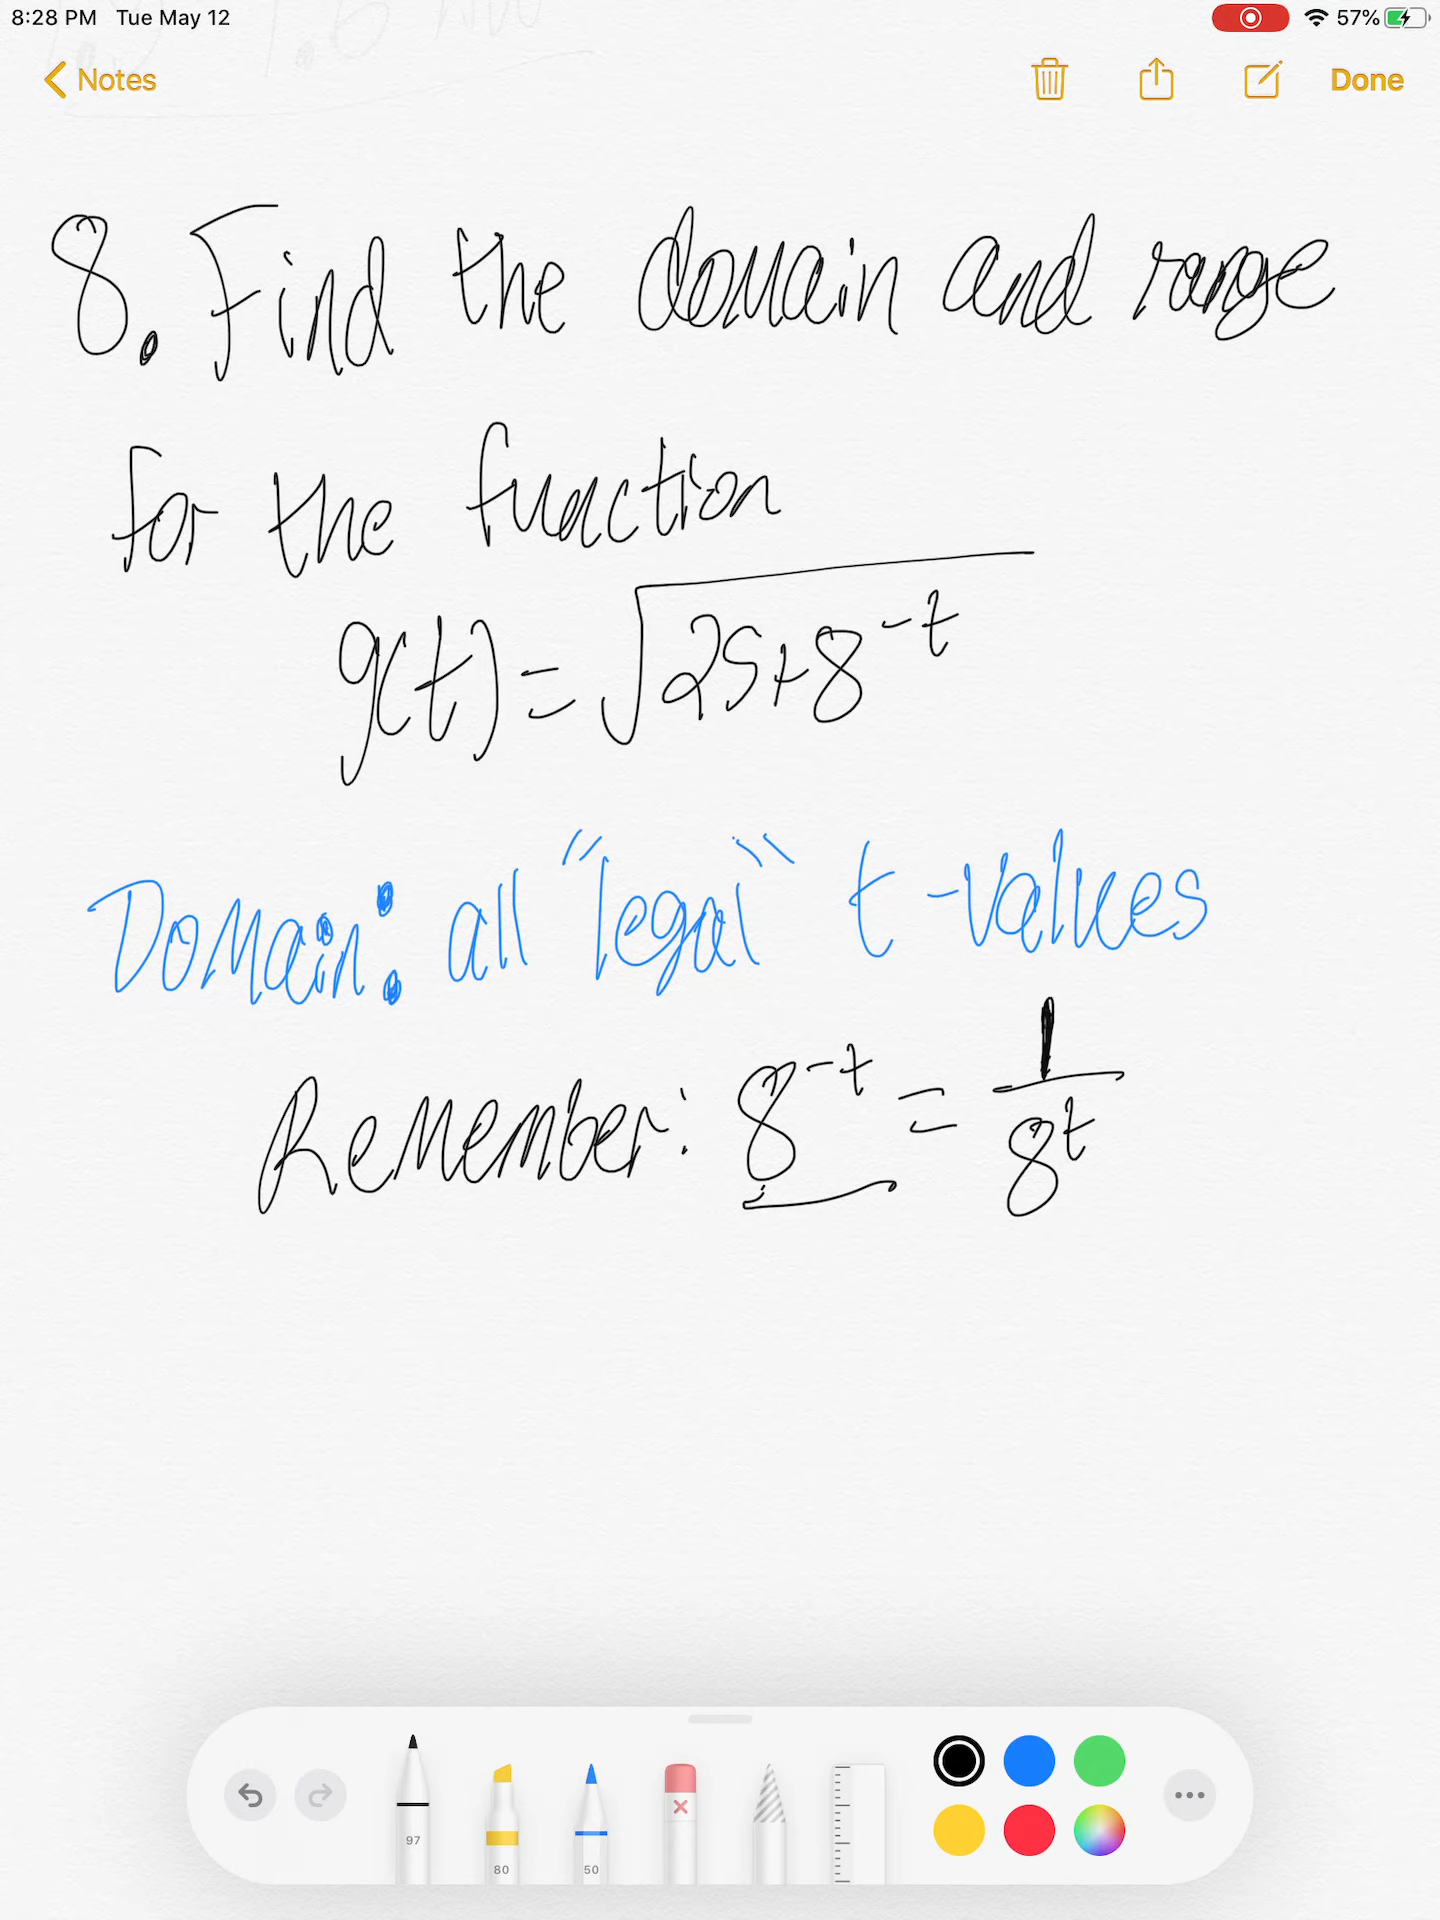 8:28 PM Tue May 12
57%
Notes
Done
8. Find the domain and range
for the function
g(t) = √25+8^-t
Domain: all "legal" t-values
Remember: 8^-t = 1/8^t
97
80
50